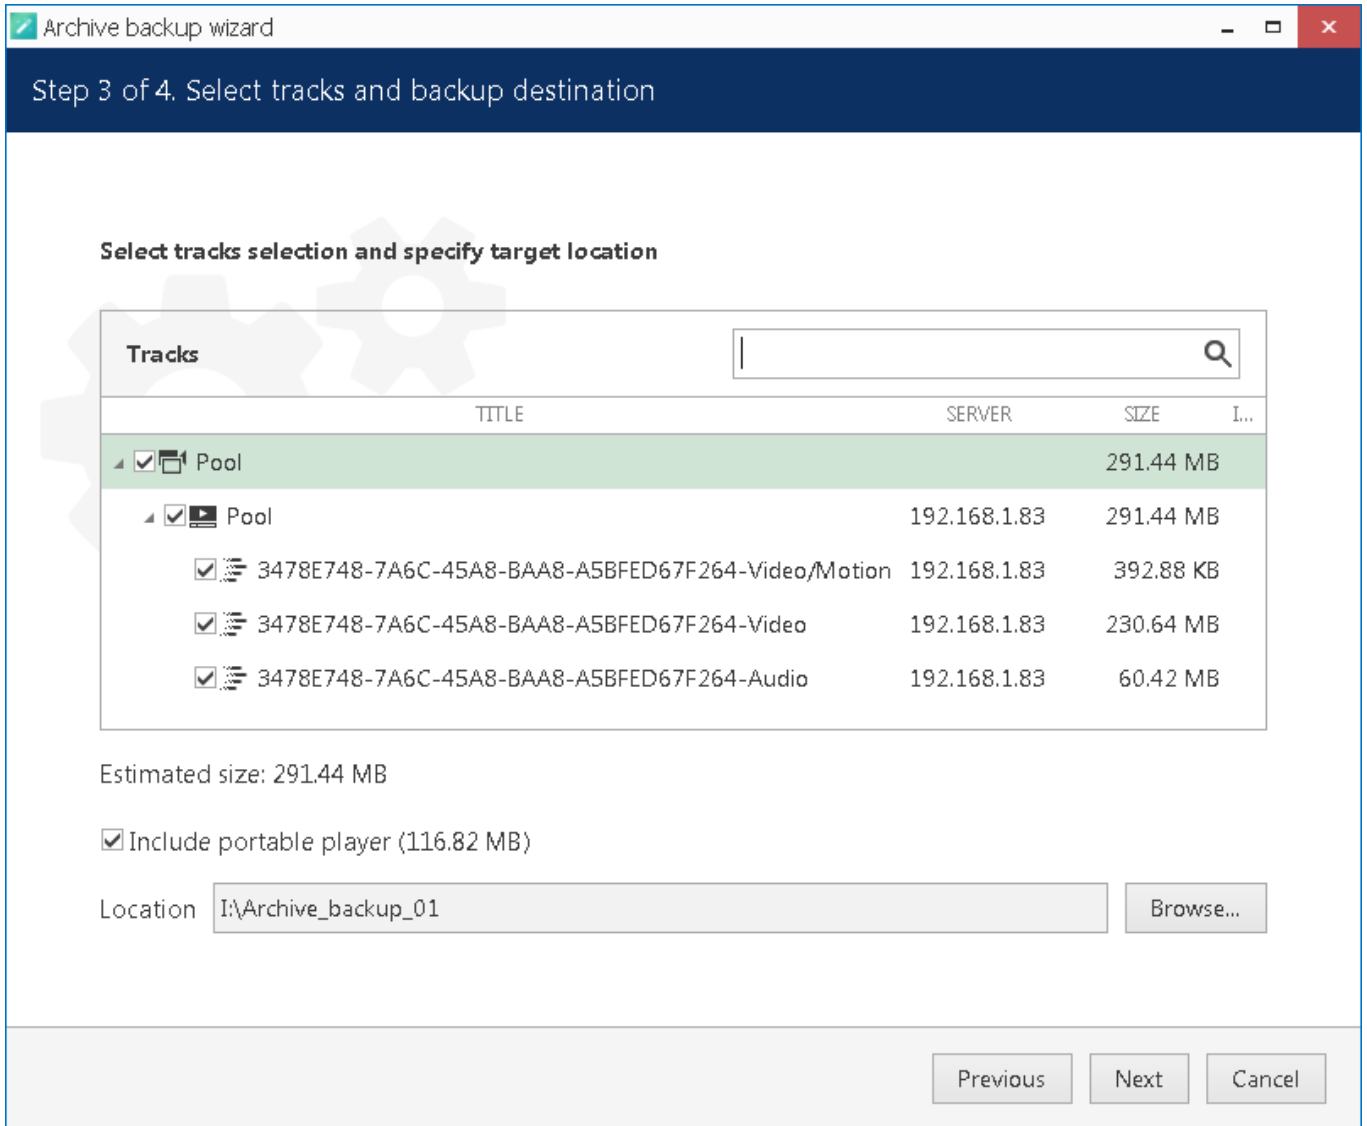 Archive backup wizard
Step 3 of 4. Select tracks and backup destination
Select tracks selection and specify target location
Tracks
TITLE SERVER SIZE I...
Pool 291.44 MB
Pool 192.168.1.83 291.44 MB
3478E748-7A6C-45A8-BAA8-A5BFED67F264-Video/Motion 192.168.1.83 392.88 KB
3478E748-7A6C-45A8-BAA8-A5BFED67F264-Video 192.168.1.83 230.64 MB
3478E748-7A6C-45A8-BAA8-A5BFED67F264-Audio 192.168.1.83 60.42 MB
Estimated size: 291.44 MB
Include portable player (116.82 MB)
Location I:\Archive_backup_01 Browse...
Previous Next Cancel